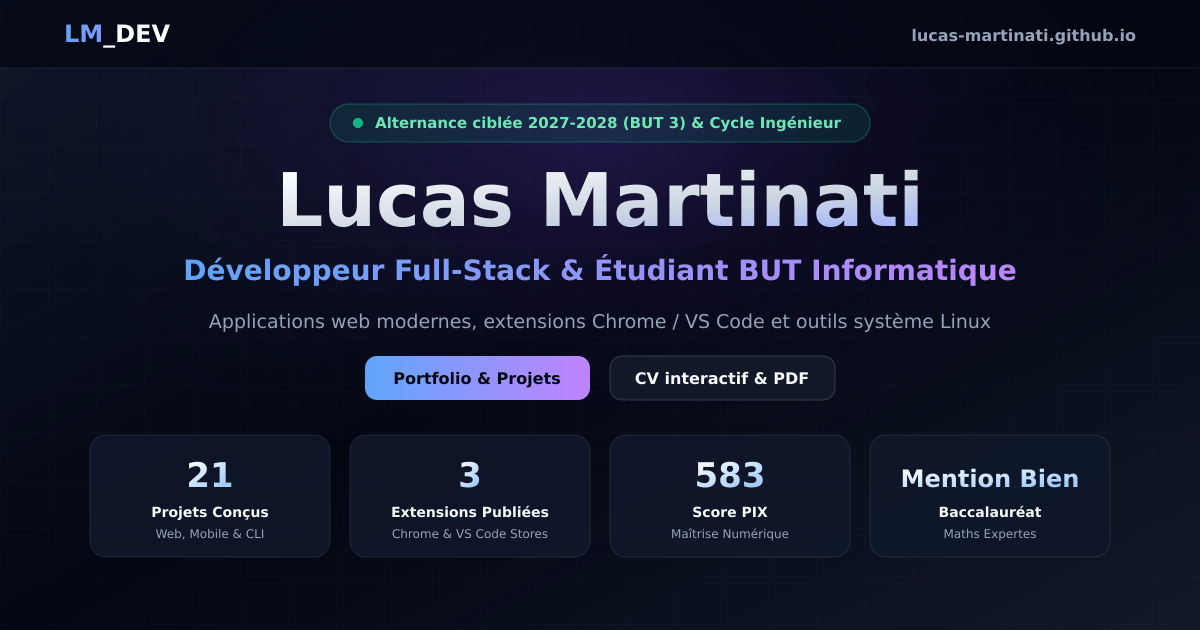 LM_DEV
lucas-martinati.github.io
Alternance ciblée 2027-2028 (BUT 3) & Cycle Ingénieur
Lucas Martinati
Développeur Full-Stack & Étudiant BUT Informatique
Applications web modernes, extensions Chrome / VS Code et outils système Linux
Portfolio & Projets
CV interactif & PDF
21
Projets Conçus
Web, Mobile & CLI
3
Extensions Publiées
Chrome & VS Code Stores
583
Score PIX
Maîtrise Numérique
Mention Bien
Baccalauréat
Maths Expertes